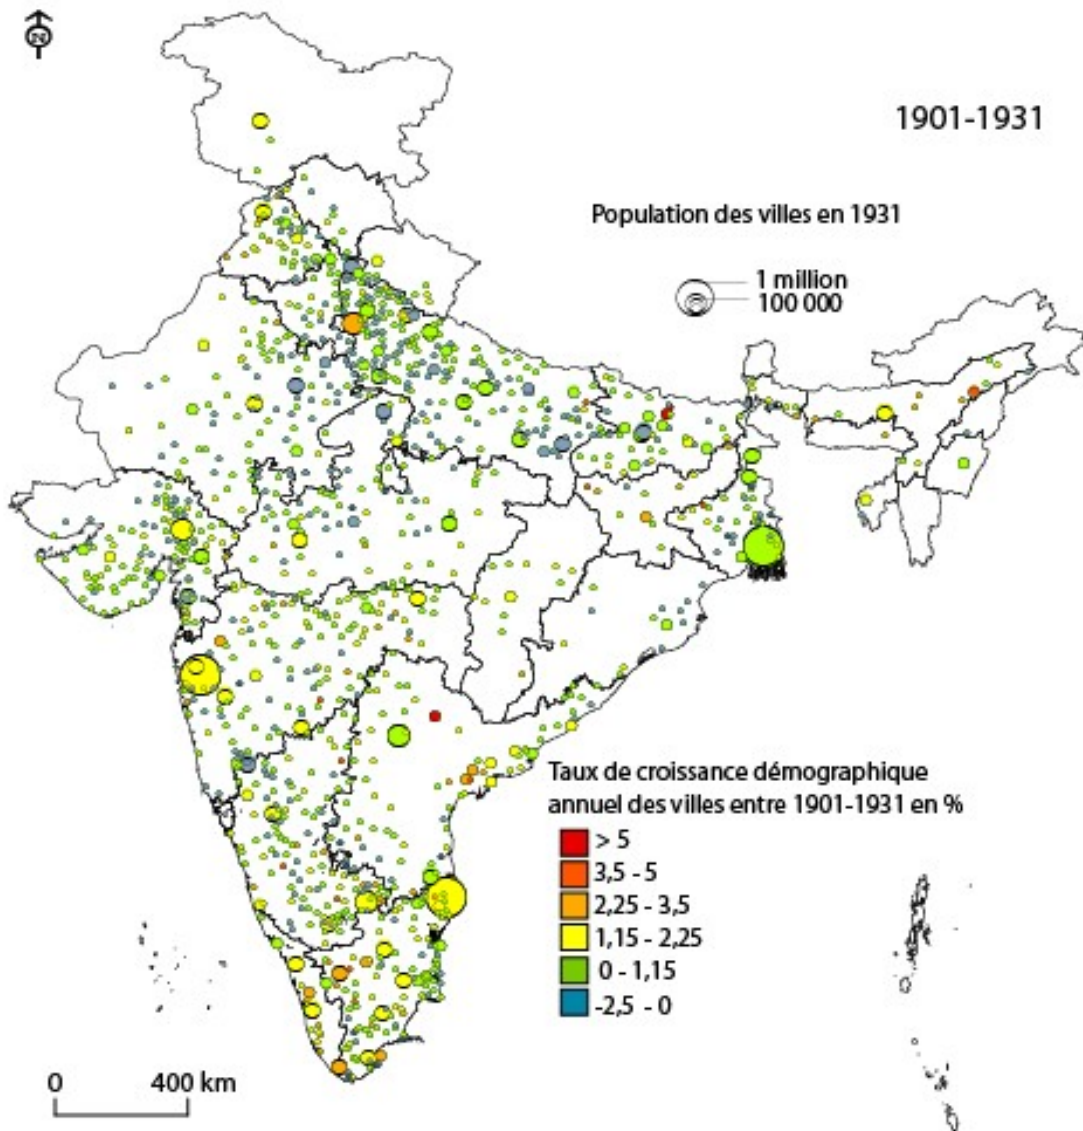 N
1901-1931
Population des villes en 1931
1 million
100 000
Taux de croissance démographique
annuel des villes entre 1901-1931 en %
> 5
3,5 - 5
2,25 - 3,5
1,15 - 2,25
0 - 1,15
-2,5 - 0
0 400 km